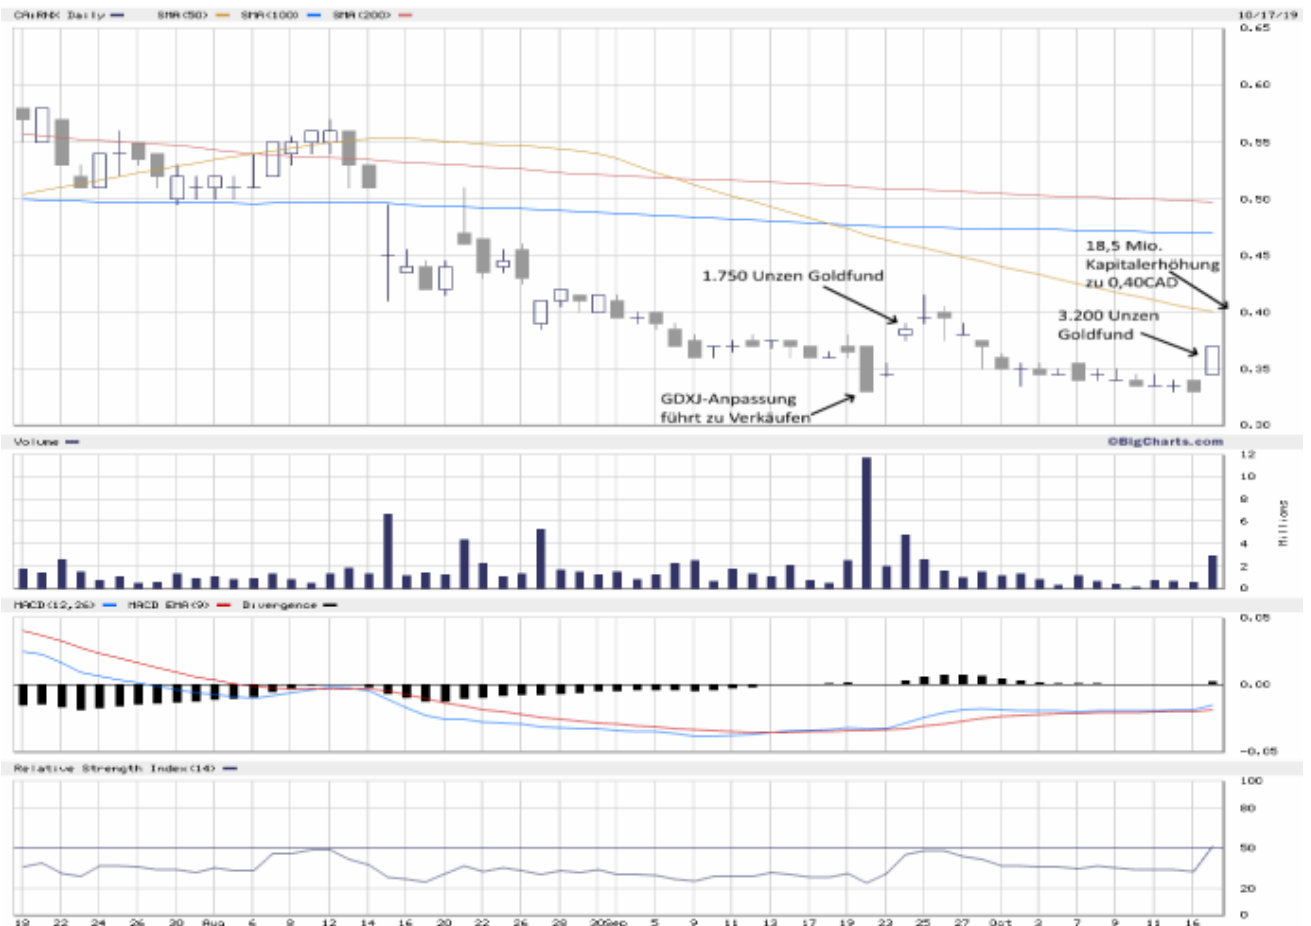 CA:RNX Daily SMA(50) SMA(100) SMA(200) 10/17/19
0.65
0.60
0.55
0.50
0.45
0.40
0.35
0.30
18,5 Mio.
Kapitalerhöhung
zu 0,40CAD
1.750 Unzen Goldfund
3.200 Unzen
Goldfund
GDXJ-Anpassung
führt zu Verkäufen
Volume ©BigCharts.com
12
10
8
6
4
2
0
Millions
MACD(12,26) MACD EMA(9) Divergence
0.05
0.00
-0.05
Relative Strength Index(14)
100
80
50
20
0
18 22 24 26 30 Aug 6 8 12 14 16 20 22 26 28 30Sep 5 9 11 13 17 19 23 25 27 Oct 3 7 9 11 16